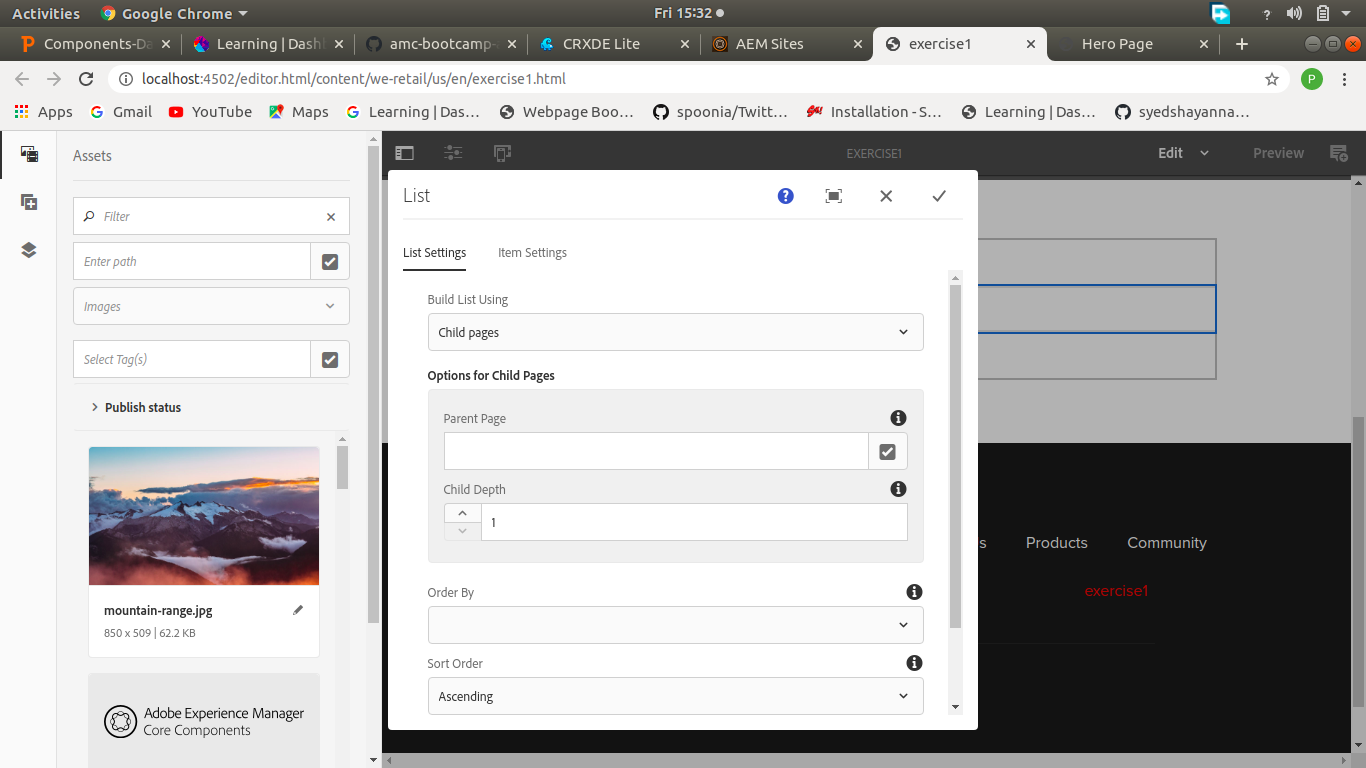 Activities
Google Chrome
Fri 15:32
Components-Da
Learning | Dash
amc-bootcamp-
CRXDE Lite
AEM Sites
exercise1
Hero Page
localhost:4502/editor.html/content/we-retail/us/en/exercise1.html
P
Apps
Gmail
YouTube
Maps
Learning | Das…
Webpage Boo…
spoonia/Twitt…
Installation - S…
Learning | Das…
syedshayanna…
Assets
EXERCISE1
Edit
Preview
Filter
Enter path
Images
Select Tag(s)
Publish status
mountain-range.jpg
850 x 509 | 62.2 KB
Adobe Experience Manager
Core Components
List
List Settings
Item Settings
Build List Using
Child pages
Options for Child Pages
Parent Page
Child Depth
1
Order By
Sort Order
Ascending
s
Products
Community
exercise1